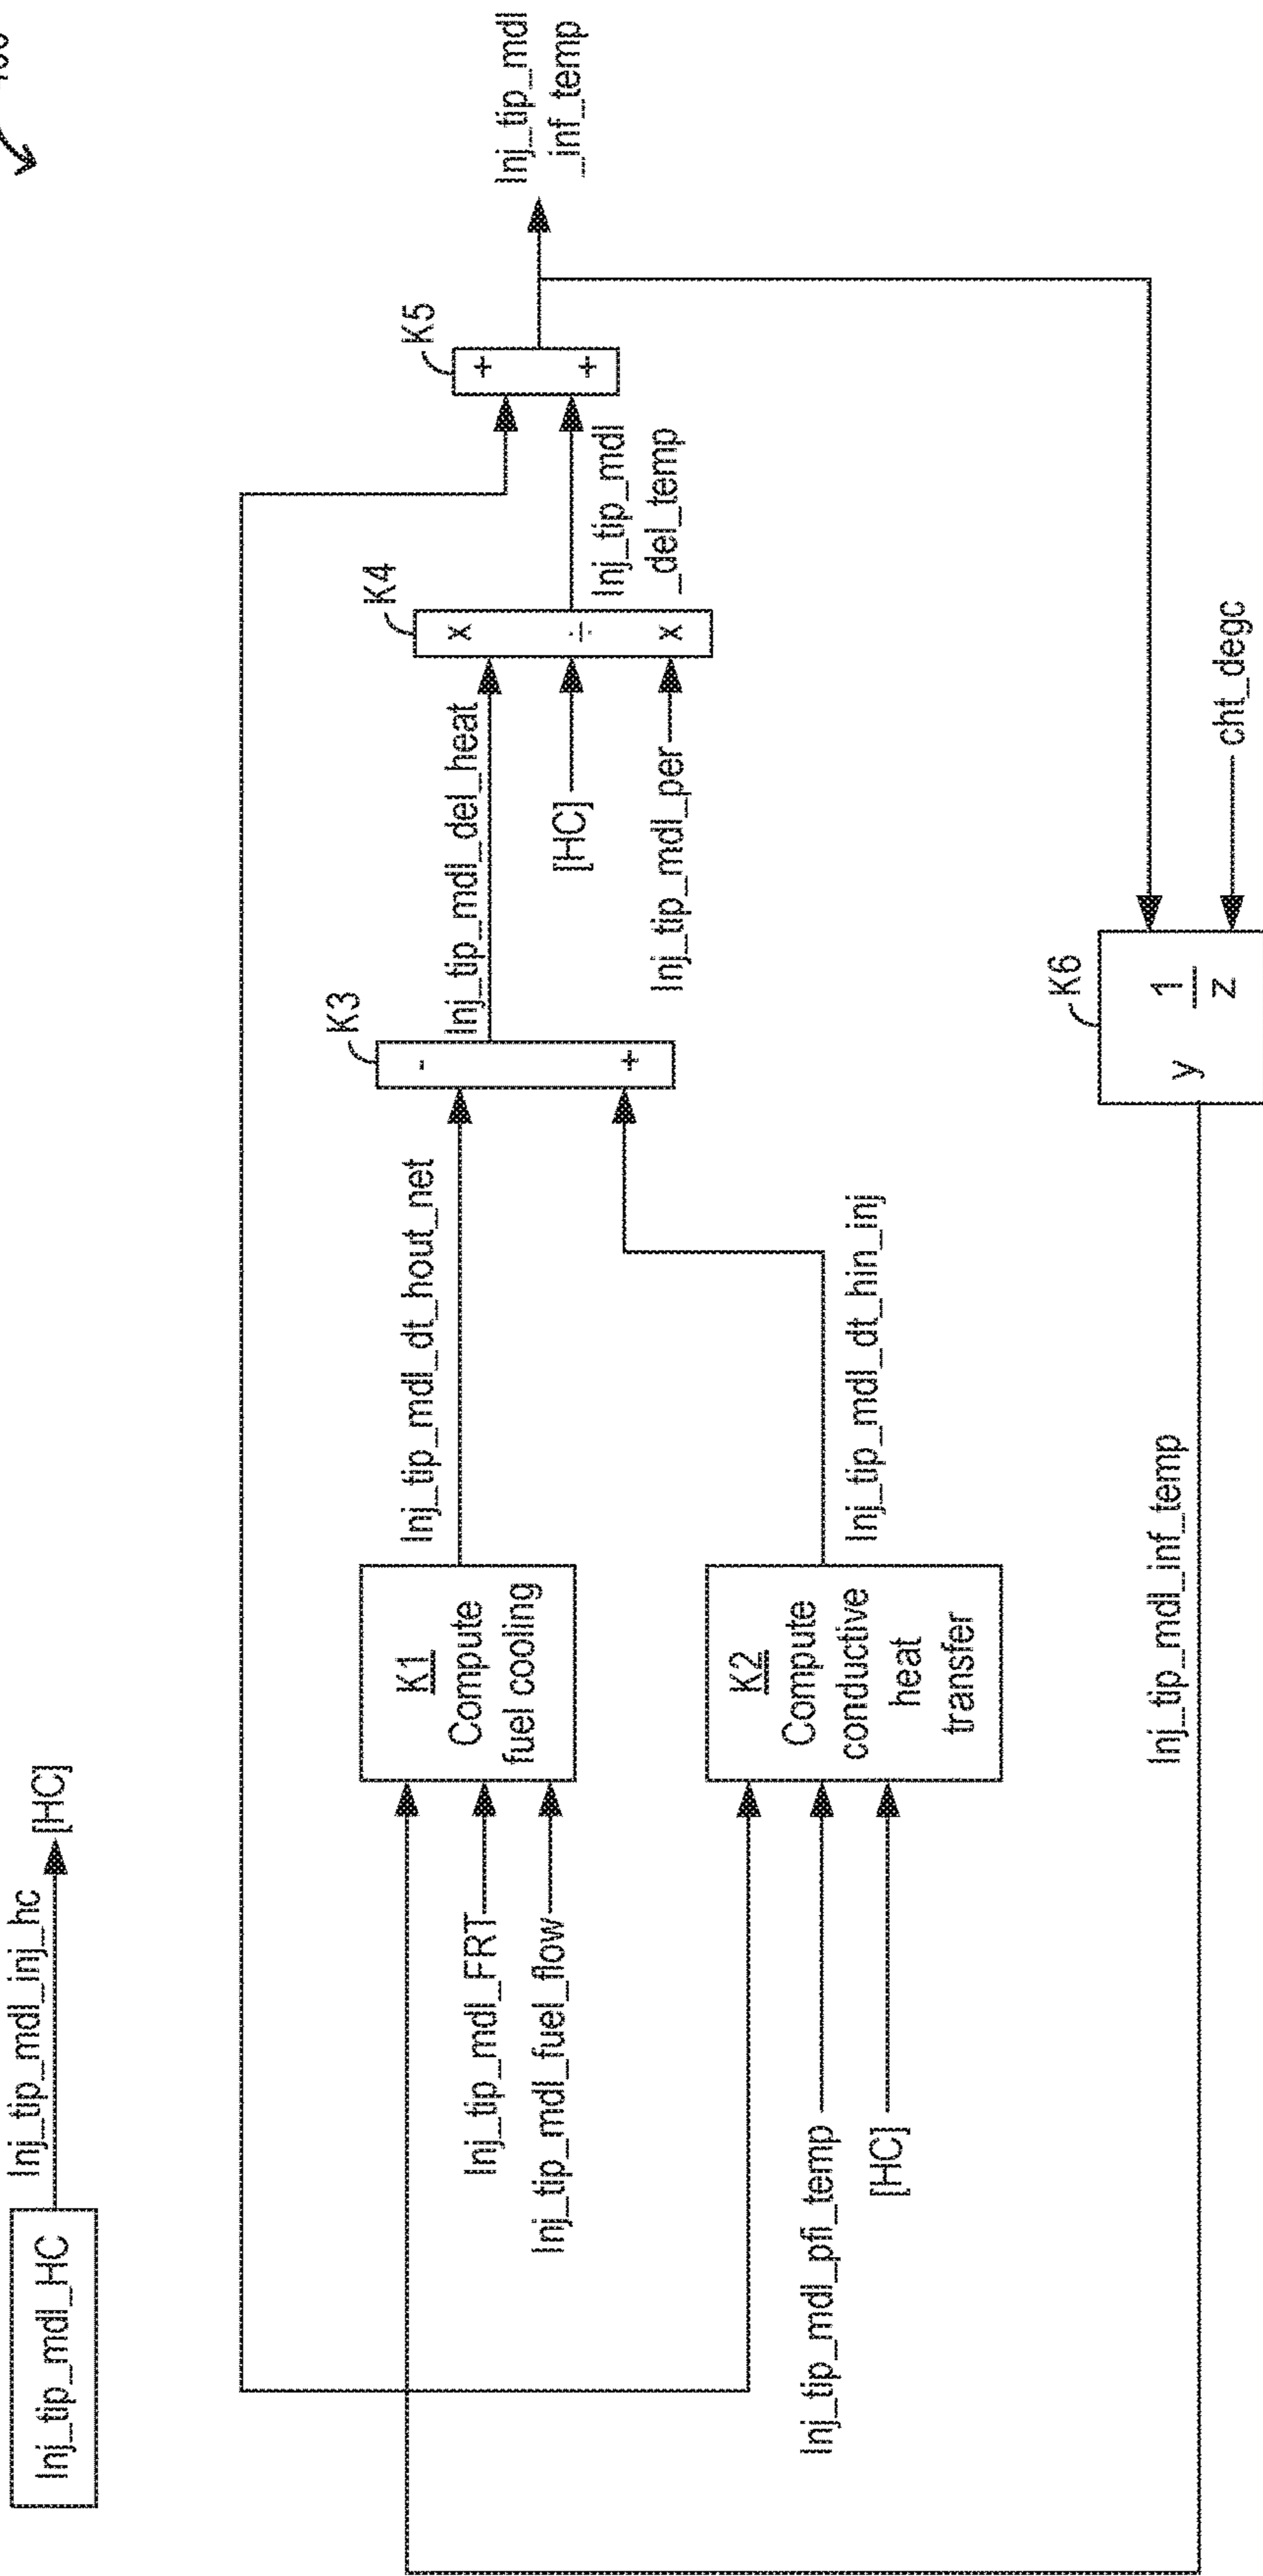 Inj_tip_mdl_HC
Inj_tip_mdl_inj_hc
[HC]
K1
Compute
fuel cooling
Inj_tip_mdl_FRT
Inj_tip_mdl_fuel_flow
K2
Compute
conductive
heat
transfer
Inj_tip_mdl_pfi_temp
[HC]
Inj_tip_mdl_dt_hout_net
Inj_tip_mdl_dt_hin_inj
K3
-
+
Inj_tip_mdl_del_heat
[HC]
Inj_tip_mdl_per
K4
x
÷
x
Inj_tip_mdl
_del_temp
K5
+
+
Inj_tip_mdl
_inf_temp
K6
y
1
z
cht_degc
Inj_tip_mdl_inf_temp